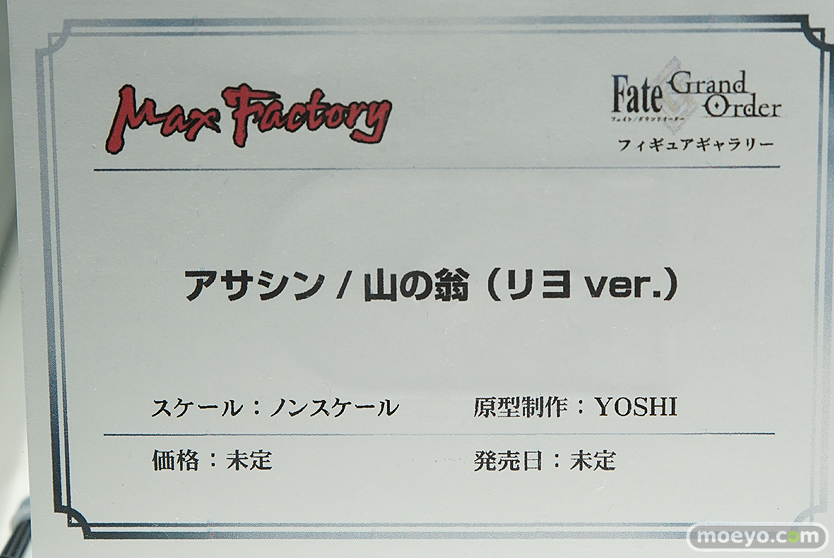 Max Factory
Fate Grand Order
フェイト/グランドオーダー
フィギュアギャラリー
アサシン / 山の翁（リヨ ver.）
スケール：ノンスケール
原型制作：YOSHI
価格：未定
発売日：未定
moeyo.com